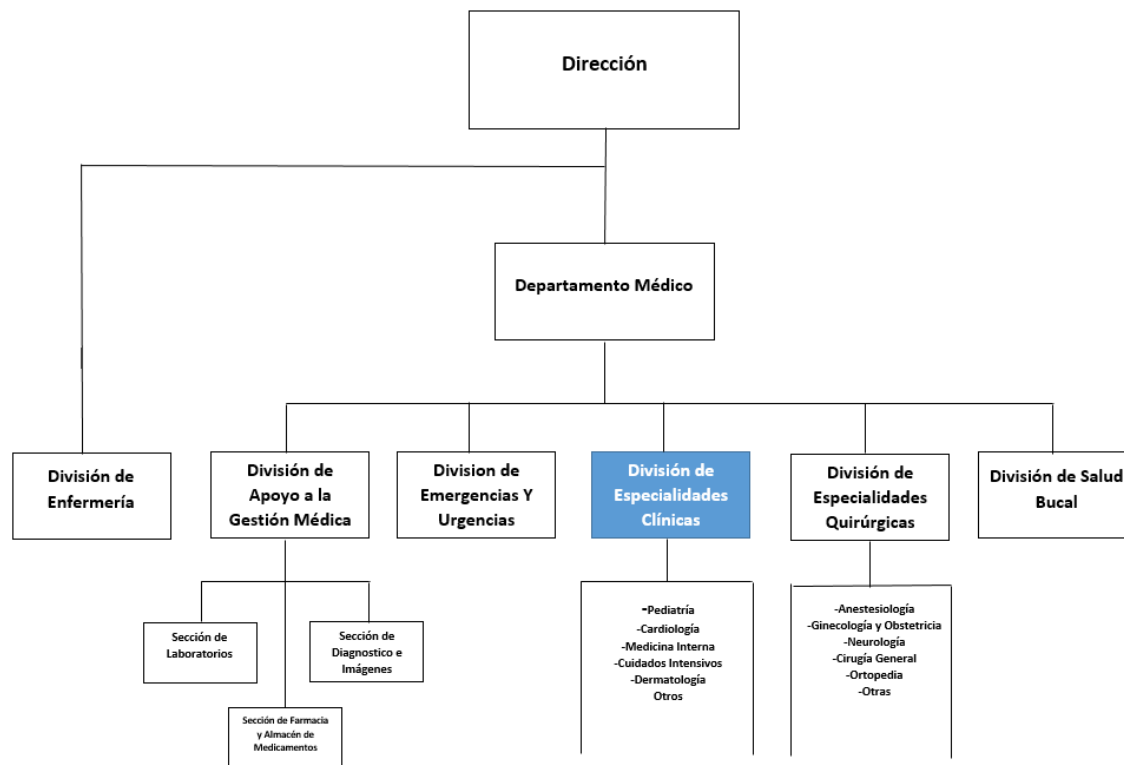 Dirección
Departamento Médico
División de
Enfermería
División de
Apoyo a la
Gestión Médica
Division de
Emergencias Y
Urgencias
División de
Especialidades
Clínicas
División de
Especialidades
Quirúrgicas
División de Salud
Bucal
Sección de
Laboratorios
Sección de
Diagnostico e
Imágenes
Sección de Farmacia
y Almacén de
Medicamentos
-Pediatría
-Cardiología
-Medicina Interna
-Cuidados Intensivos
-Dermatología
Otros
-Anestesiología
-Ginecología y Obstetricia
-Neurología
-Cirugía General
-Ortopedia
-Otras